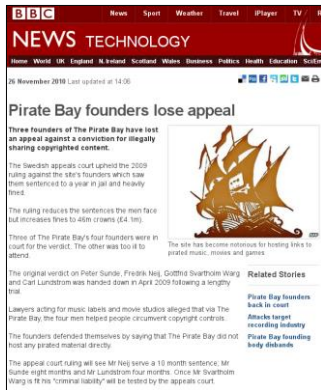 BBC News Sport Weather Travel iPlayer TV
NEWS TECHNOLOGY
Home World UK England N. Ireland Scotland Wales Business Politics Health Education Sci/En
26 November 2010 Last updated at 14:06
Pirate Bay founders lose appeal
Three founders of The Pirate Bay have lost
an appeal against a conviction for illegally
sharing copyrighted content.
The Swedish appeals court upheld the 2009
ruling against the site's founders which saw
them sentenced to a year in jail and heavily
fined.
The ruling reduces the sentences the men face
but increases fines to 46m crowns (£4.1m).
Three of The Pirate Bay's four founders were in
court for the verdict. The other was too ill to
attend.
The site has become notorious for hosting links to
pirated music, movies and games
The original verdict on Peter Sunde, Fredrik Neij, Gottfrid Svartholm Warg
and Carl Lundstrom was handed down in April 2009 following a lengthy
trial.
Lawyers acting for music labels and movie studios alleged that via The
Pirate Bay, the four men helped people circumvent copyright controls.
The founders defended themselves by saying that The Pirate Bay did not
host any pirated material directly.
The appeal court ruling will see Mr Neij serve a 10 month sentence, Mr
Sunde eight months and Mr Lundstrom four months. Once Mr Svartholm
Warg is fit his "criminal liability" will be tested by the appeals court.
Related Stories
Pirate Bay founders
back in court
Attacks target
recording industry
Pirate Bay founding
body disbands